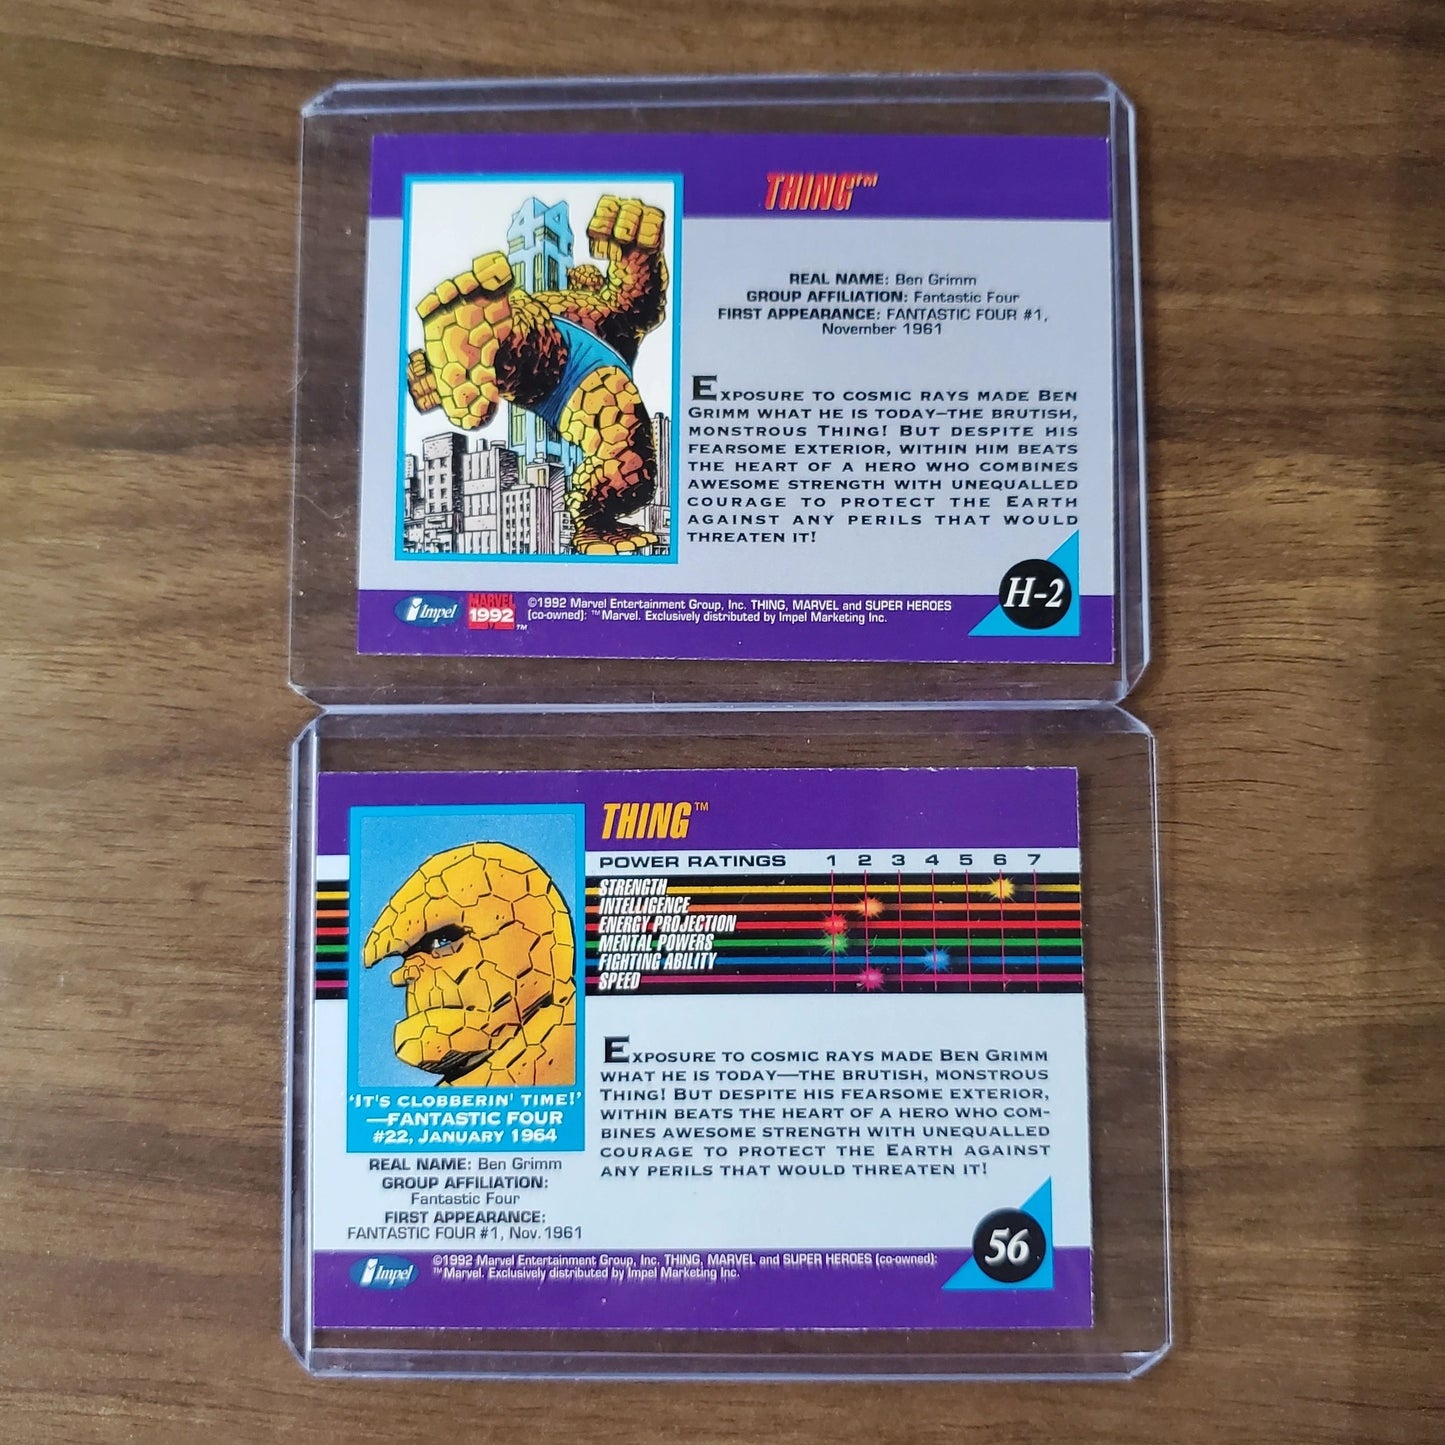 THING™
44
REAL NAME: Ben Grimm
GROUP AFFILIATION: Fantastic Four
FIRST APPEARANCE: FANTASTIC FOUR #1,
November 1961
EXPOSURE TO COSMIC RAYS MADE BEN
GRIMM WHAT HE IS TODAY—THE BRUTISH,
MONSTROUS THING! BUT DESPITE HIS
FEARSOME EXTERIOR, WITHIN HIM BEATS
THE HEART OF A HERO WHO COMBINES
AWESOME STRENGTH WITH UNEQUALLED
COURAGE TO PROTECT THE EARTH
AGAINST ANY PERILS THAT WOULD
THREATEN IT!
H-2
Impel
MARVEL
1992
™
©1992 Marvel Entertainment Group, Inc. THING, MARVEL and SUPER HEROES
(co-owned): ™Marvel. Exclusively distributed by Impel Marketing Inc.
THING™
POWER RATINGS 1 2 3 4 5 6 7
STRENGTH
INTELLIGENCE
ENERGY PROJECTION
MENTAL POWERS
FIGHTING ABILITY
SPEED
'IT'S CLOBBERIN' TIME!'
—FANTASTIC FOUR
#22, JANUARY 1964
REAL NAME: Ben Grimm
GROUP AFFILIATION:
Fantastic Four
FIRST APPEARANCE:
FANTASTIC FOUR #1, Nov. 1961
EXPOSURE TO COSMIC RAYS MADE BEN GRIMM
WHAT HE IS TODAY—THE BRUTISH, MONSTROUS
THING! BUT DESPITE HIS FEARSOME EXTERIOR,
WITHIN BEATS THE HEART OF A HERO WHO COM-
BINES AWESOME STRENGTH WITH UNEQUALLED
COURAGE TO PROTECT THE EARTH AGAINST
ANY PERILS THAT WOULD THREATEN IT!
56
Impel
©1992 Marvel Entertainment Group, Inc. THING, MARVEL and SUPER HEROES (co-owned):
™Marvel. Exclusively distributed by Impel Marketing Inc.